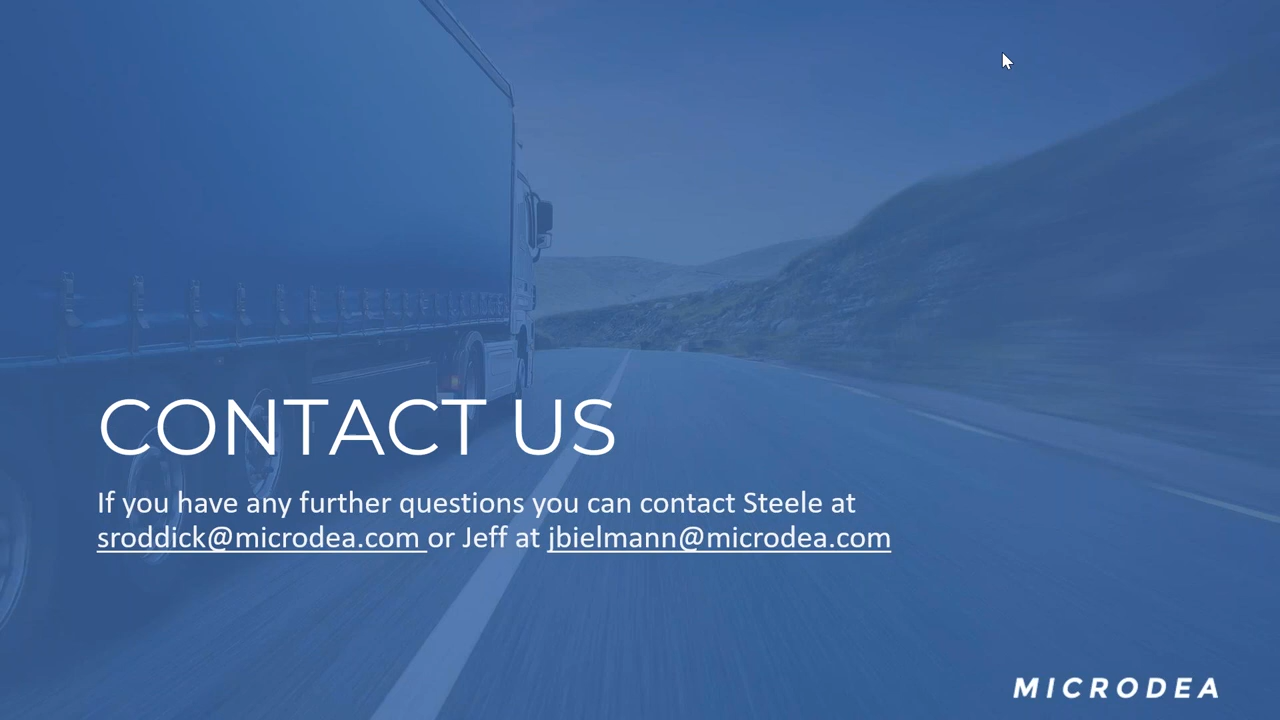 CONTACT US
If you have any further questions you can contact Steele at
sroddick@microdea.com or Jeff at jbielmann@microdea.com
MICRODEA